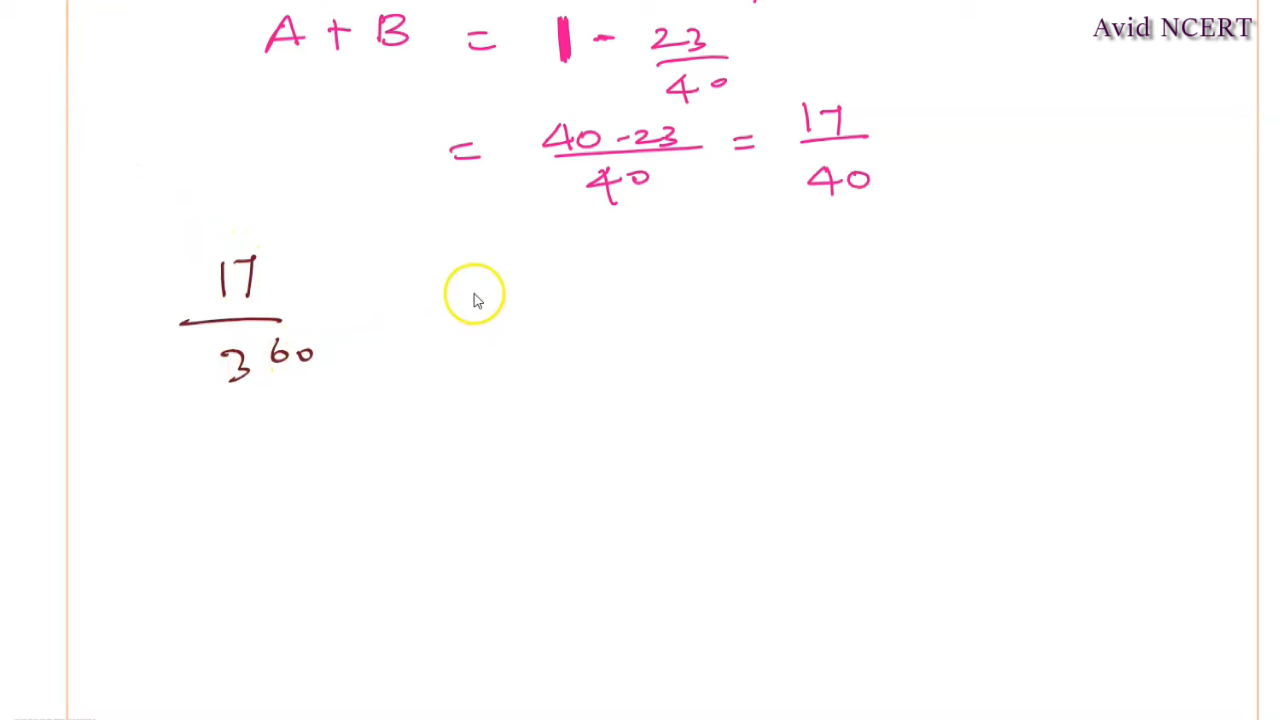 Avid NCERT
A + B = 1 - 23/40
= 40 - 23/40 = 17/40
17/360